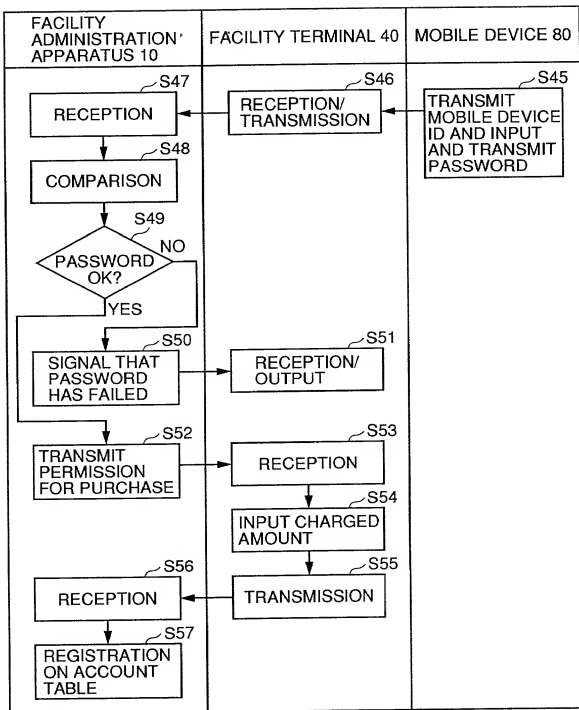 FACILITY
ADMINISTRATION
APPARATUS 10
FACILITY TERMINAL 40
MOBILE DEVICE 80
S45
TRANSMIT
MOBILE DEVICE
ID AND INPUT
AND TRANSMIT
PASSWORD
S46
RECEPTION/
TRANSMISSION
S47
RECEPTION
S48
COMPARISON
S49
PASSWORD
OK?
NO
YES
S50
SIGNAL THAT
PASSWORD
HAS FAILED
S51
RECEPTION/
OUTPUT
S52
TRANSMIT
PERMISSION
FOR PURCHASE
S53
RECEPTION
S54
INPUT CHARGED
AMOUNT
S55
TRANSMISSION
S56
RECEPTION
S57
REGISTRATION
ON ACCOUNT
TABLE